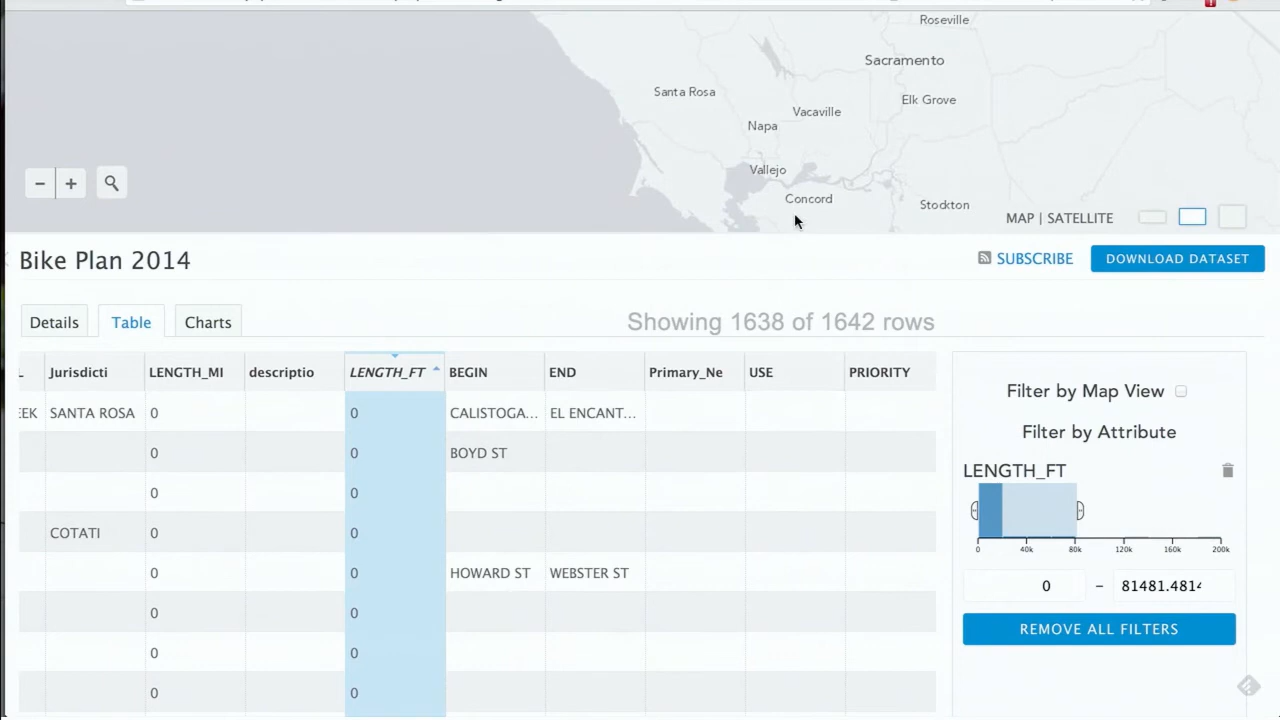 Roseville
Sacramento
Santa Rosa
Elk Grove
Vacaville
Napa
Vallejo
Concord
Stockton
MAP | SATELLITE
Bike Plan 2014
SUBSCRIBE
DOWNLOAD DATASET
Details Table Charts
Showing 1638 of 1642 rows
Jurisdicti LENGTH_MI descriptio LENGTH_FT BEGIN END Primary_Ne USE PRIORITY
EEK SANTA ROSA 0 0 CALISTOGA... EL ENCANT...
0 0 BOYD ST
0 0
COTATI 0 0
0 0 HOWARD ST WEBSTER ST
0 0
0 0
0 0
Filter by Map View
Filter by Attribute
LENGTH_FT
0 40k 80k 120k 160k 200k
0 – 81481.481
REMOVE ALL FILTERS